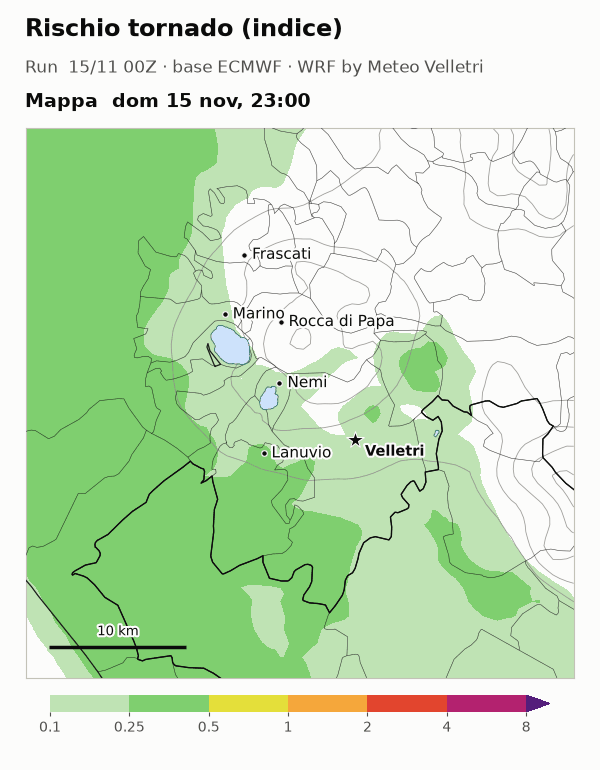 Rischio tornado (indice)
Run  15/11 00Z · base ECMWF · WRF by Meteo Velletri
Mappa  dom 15 nov, 23:00
Frascati
Marino
Rocca di Papa
Nemi
Velletri
Lanuvio
10 km
0.1 0.25 0.5 1 2 4 8